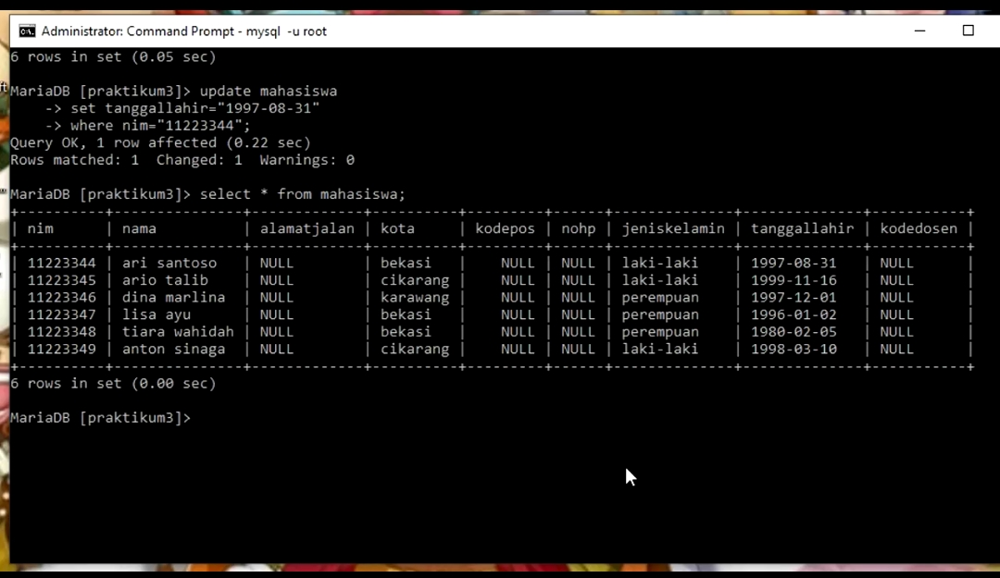 Administrator: Command Prompt - mysql -u root
6 rows in set (0.05 sec)
MariaDB [praktikum3]> update mahasiswa
    -> set tanggallahir="1997-08-31"
    -> where nim="11223344";
Query OK, 1 row affected (0.22 sec)
Rows matched: 1  Changed: 1  Warnings: 0
MariaDB [praktikum3]> select * from mahasiswa;
+----------+---------------+-------------+----------+---------+------+--------------+--------------+-----------+
| nim      | nama          | alamatjalan | kota     | kodepos | nohp | jeniskelamin | tanggallahir | kodedosen |
+----------+---------------+-------------+----------+---------+------+--------------+--------------+-----------+
| 11223344 | ari santoso   | NULL        | bekasi   |    NULL | NULL | laki-laki    | 1997-08-31   | NULL      |
| 11223345 | ario talib    | NULL        | cikarang |    NULL | NULL | laki-laki    | 1999-11-16   | NULL      |
| 11223346 | dina marlina  | NULL        | karawang |    NULL | NULL | perempuan    | 1997-12-01   | NULL      |
| 11223347 | lisa ayu      | NULL        | bekasi   |    NULL | NULL | perempuan    | 1996-01-02   | NULL      |
| 11223348 | tiara wahidah | NULL        | bekasi   |    NULL | NULL | perempuan    | 1980-02-05   | NULL      |
| 11223349 | anton sinaga  | NULL        | cikarang |    NULL | NULL | laki-laki    | 1998-03-10   | NULL      |
+----------+---------------+-------------+----------+---------+------+--------------+--------------+-----------+
6 rows in set (0.00 sec)
MariaDB [praktikum3]>